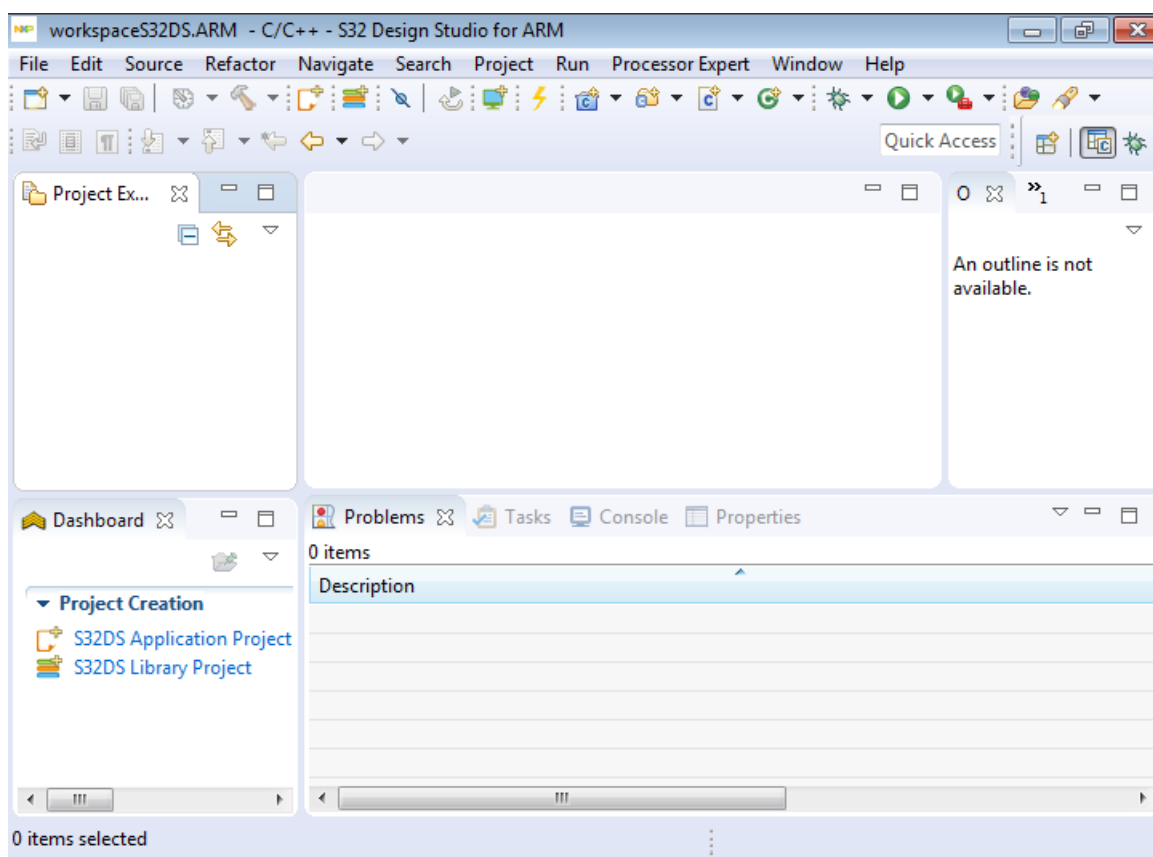 NXP workspaceS32DS.ARM - C/C++ - S32 Design Studio for ARM
File Edit Source Refactor Navigate Search Project Run Processor Expert Window Help
Quick Access
Project Ex...
O »1
An outline is not
available.
Dashboard
Project Creation
S32DS Application Project
S32DS Library Project
Problems Tasks Console Properties
0 items
Description
0 items selected